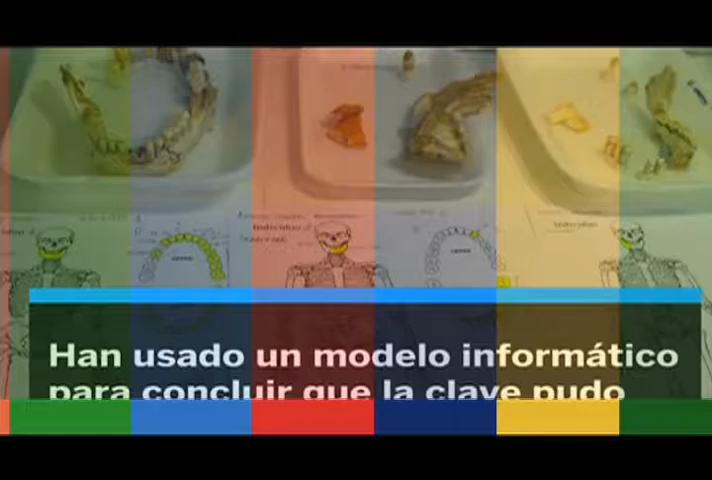 Han usado un modelo informático
para concluir que la clave pudo